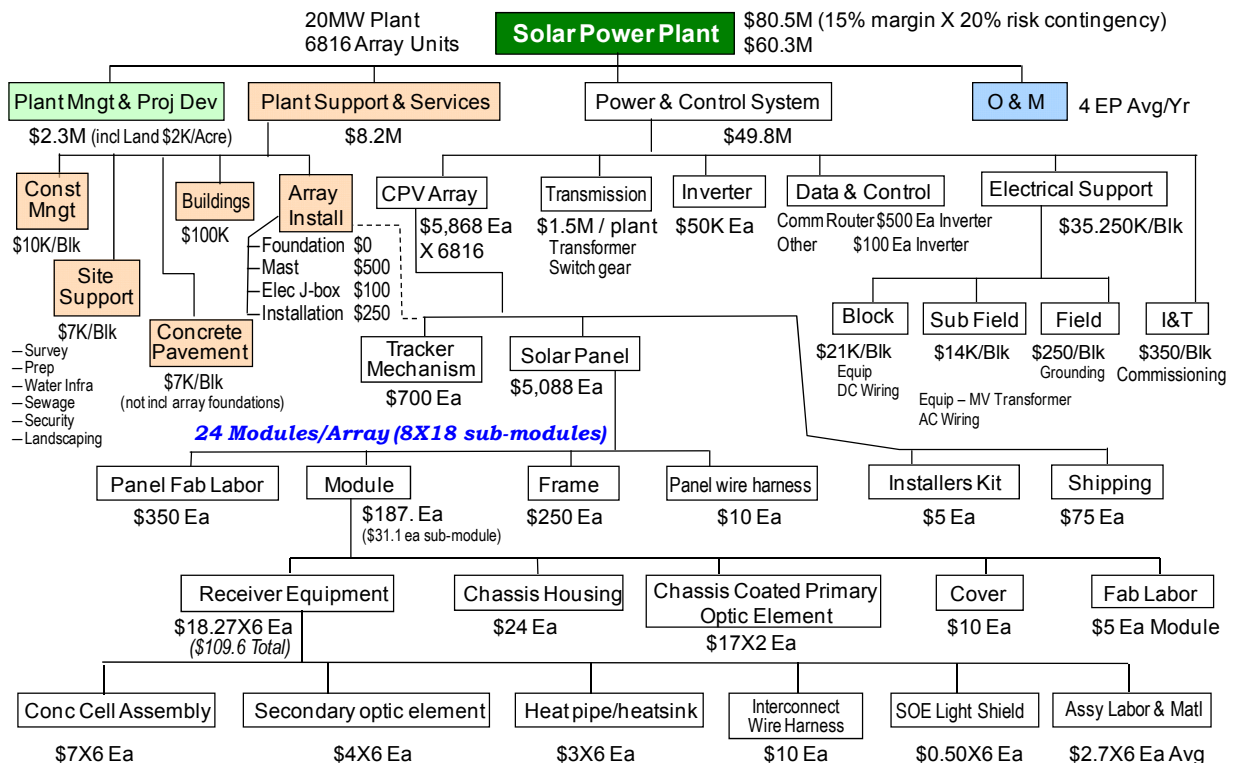 20MW Plant
6816 Array Units
Solar Power Plant
$80.5M (15% margin X 20% risk contingency)
$60.3M
Plant Mngt & Proj Dev
Plant Support & Services
Power & Control System
O & M
4 EP Avg/Yr
$2.3M (incl Land $2K/Acre)
$8.2M
$49.8M
Const
Mngt
$10K/Blk
Buildings
$100K
Array
Install
Foundation $0
Mast $500
Elec J-box $100
Installation $250
CPV Array
$5,868 Ea
X 6816
Transmission
$1.5M / plant
Transformer
Switch gear
Inverter
$50K Ea
Data & Control
Comm Router $500 Ea Inverter
Other $100 Ea Inverter
Electrical Support
$35.250K/Blk
Site
Support
$7K/Blk
– Survey
– Prep
– Water Infra
– Sewage
– Security
– Landscaping
Concrete
Pavement
$7K/Blk
(not incl array foundations)
Tracker
Mechanism
$700 Ea
Solar Panel
$5,088 Ea
Block
$21K/Blk
Equip
DC Wiring
Sub Field
$14K/Blk
Equip – MV Transformer
AC Wiring
Field
$250/Blk
Grounding
I&T
$350/Blk
Commissioning
24 Modules/Array (8X18 sub-modules)
Panel Fab Labor
$350 Ea
Module
$187. Ea
($31.1 ea sub-module)
Frame
$250 Ea
Panel wire harness
$10 Ea
Installers Kit
$5 Ea
Shipping
$75 Ea
Receiver Equipment
$18.27X6 Ea
($109.6 Total)
Chassis Housing
$24 Ea
Chassis Coated Primary
Optic Element
$17X2 Ea
Cover
$10 Ea
Fab Labor
$5 Ea Module
Conc Cell Assembly
$7X6 Ea
Secondary optic element
$4X6 Ea
Heat pipe/heatsink
$3X6 Ea
Interconnect
Wire Harness
$10 Ea
SOE Light Shield
$0.50X6 Ea
Assy Labor & Matl
$2.7X6 Ea Avg